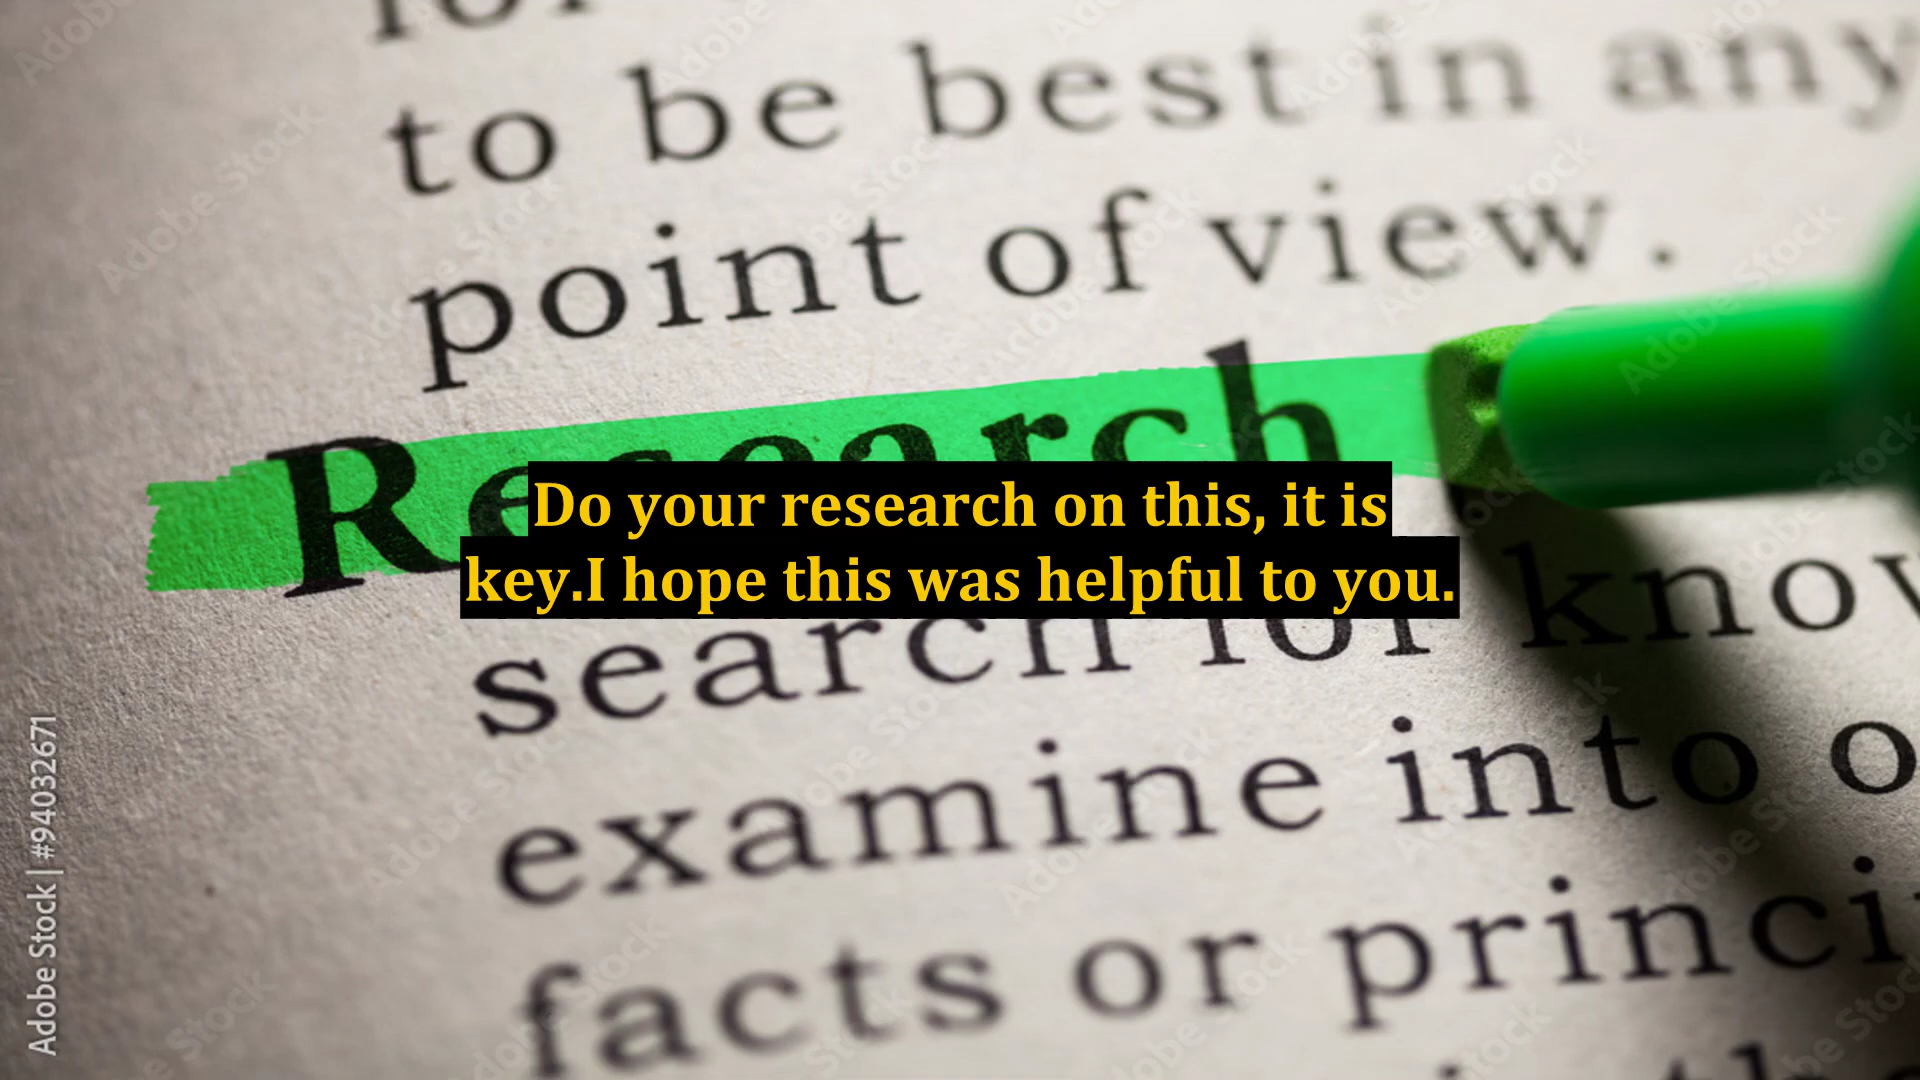 to be best in any
point of view.
Research
Do your research on this, it is
key.I hope this was helpful to you.
search for know
examine into o
facts or princi
Adobe Stock | #94032671